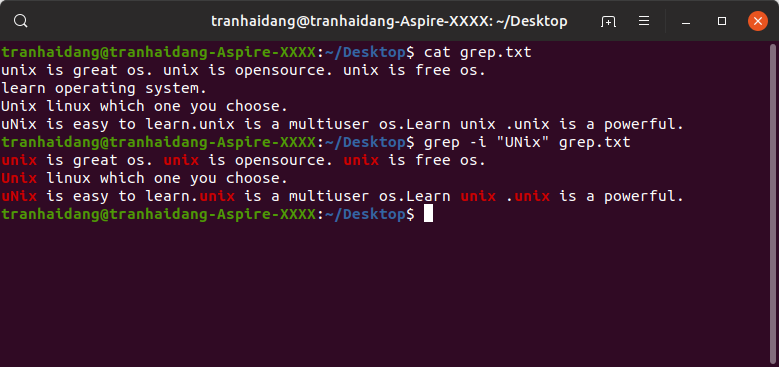 tranhaidang@tranhaidang-Aspire-XXXX: ~/Desktop
tranhaidang@tranhaidang-Aspire-XXXX:~/Desktop$ cat grep.txt
unix is great os. unix is opensource. unix is free os.
learn operating system.
Unix linux which one you choose.
uNix is easy to learn.unix is a multiuser os.Learn unix .unix is a powerful.
tranhaidang@tranhaidang-Aspire-XXXX:~/Desktop$ grep -i "UNix" grep.txt
unix is great os. unix is opensource. unix is free os.
Unix linux which one you choose.
uNix is easy to learn.unix is a multiuser os.Learn unix .unix is a powerful.
tranhaidang@tranhaidang-Aspire-XXXX:~/Desktop$